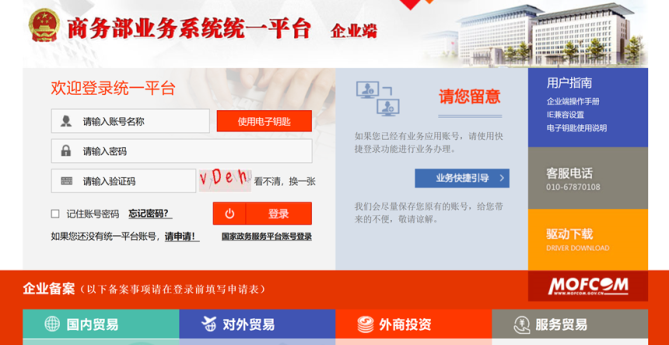 商务部业务系统统一平台 企业端
欢迎登录统一平台
请输入账号名称
使用电子钥匙
请输入密码
请输入验证码
vDeh
看不清，换一张
记住账号密码 忘记密码？
登录
如果您还没有统一平台账号，请申请！
国家政务服务平台账号登录
请您留意
如果您已经有业务应用账号，请使用快
捷登录功能进行业务办理。
业务快捷引导
我们会尽量保存您原有的账号，给您带
来的不便，敬请谅解。
用户指南
企业端操作手册
IE兼容设置
电子钥匙使用说明
客服电话
010-67870108
驱动下载
DRIVER DOWNLOAD
MOFCOM
WWW.MOFCOM.GOV.CN
企业备案（以下备案事项请在登录前填写申请表）
国内贸易
对外贸易
外商投资
服务贸易